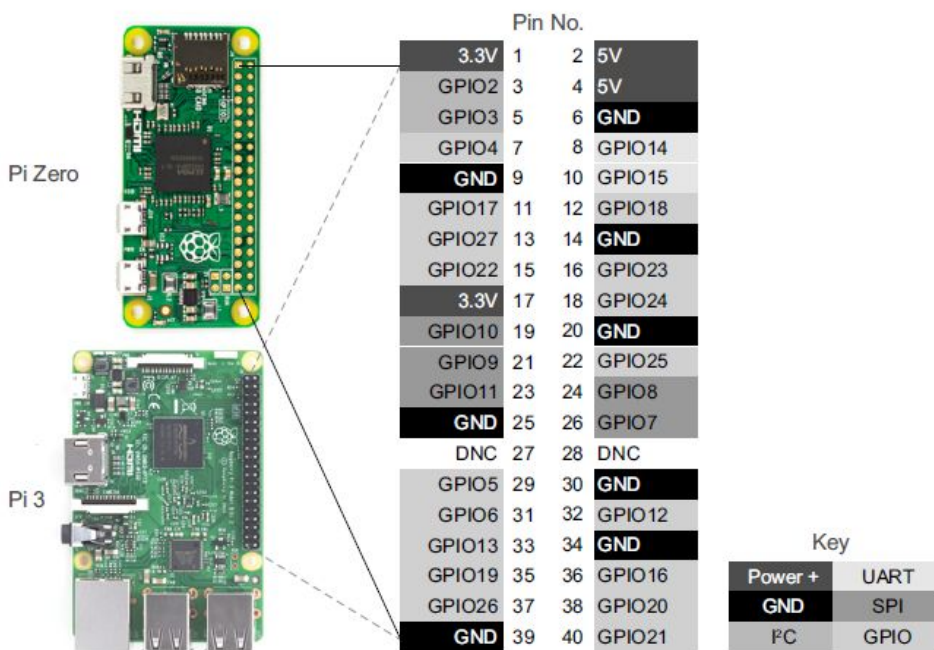 Pin No.
3.3V 1 2 5V
GPIO2 3 4 5V
GPIO3 5 6 GND
GPIO4 7 8 GPIO14
GND 9 10 GPIO15
GPIO17 11 12 GPIO18
GPIO27 13 14 GND
GPIO22 15 16 GPIO23
3.3V 17 18 GPIO24
GPIO10 19 20 GND
GPIO9 21 22 GPIO25
GPIO11 23 24 GPIO8
GND 25 26 GPIO7
DNC 27 28 DNC
GPIO5 29 30 GND
GPIO6 31 32 GPIO12
GPIO13 33 34 GND
GPIO19 35 36 GPIO16
GPIO26 37 38 GPIO20
GND 39 40 GPIO21
Pi Zero
HDMI
Pi 3
HDMI
Key
Power + UART
GND SPI
I²C GPIO